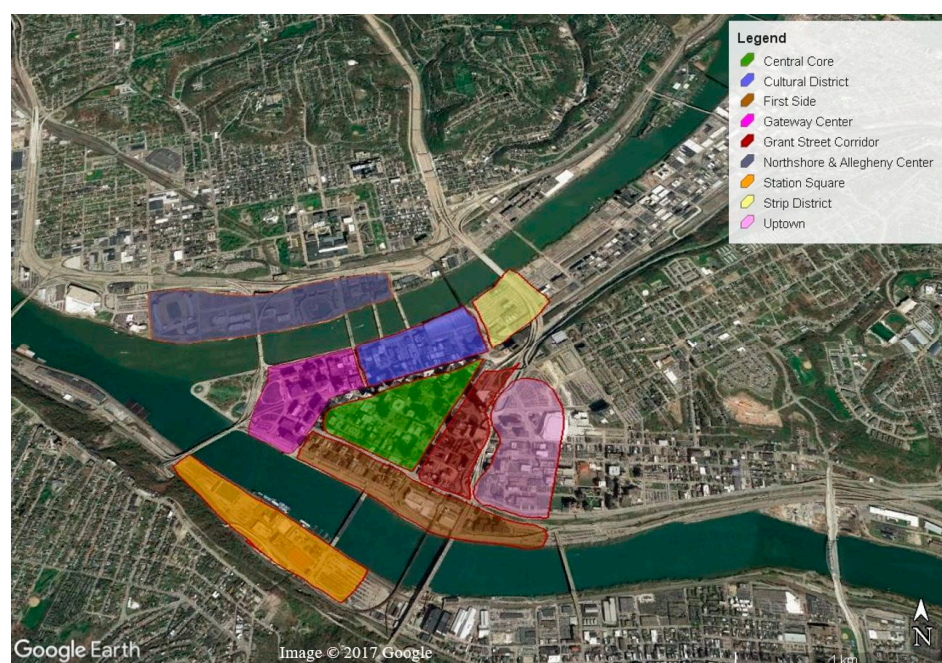 Legend
Central Core
Cultural District
First Side
Gateway Center
Grant Street Corridor
Northshore & Allegheny Center
Station Square
Strip District
Uptown
N
Google Earth
Image © 2017 Google
1 km